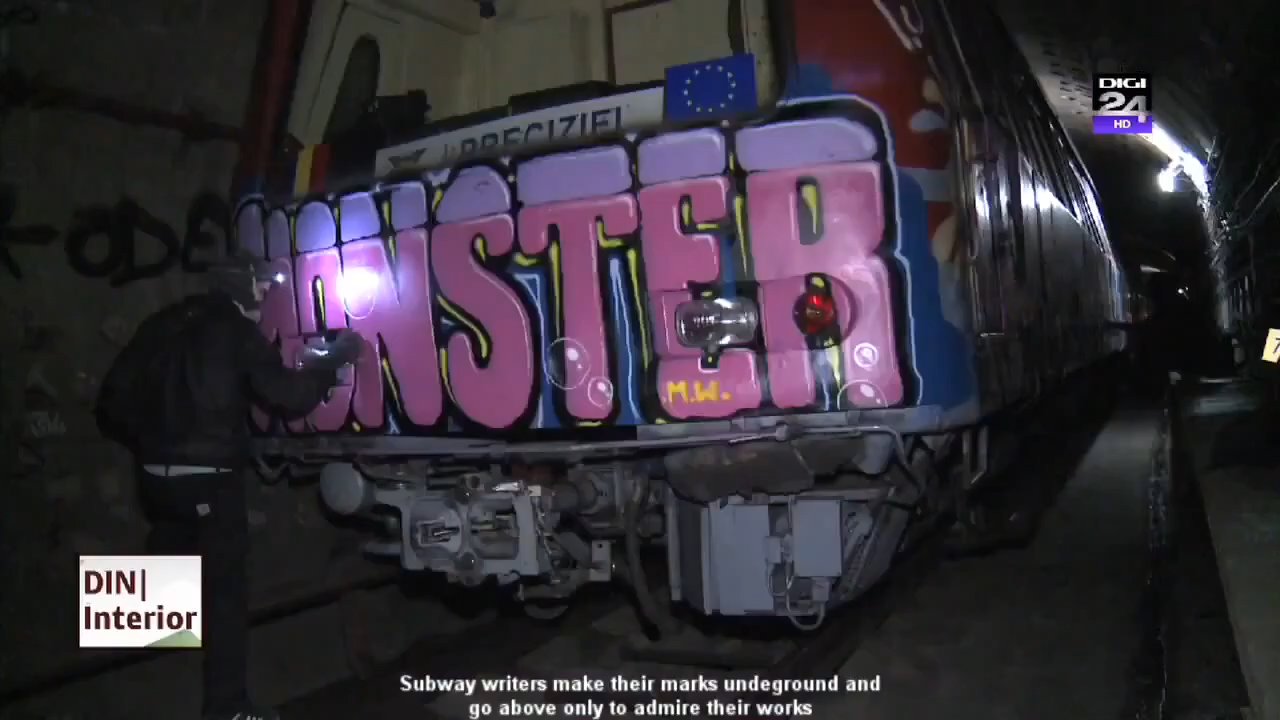 DIGI
24
HD
PRECIZIEI
MONSTER
M.W.
DIN|
Interior
Subway writers make their marks undeground and
go above only to admire their works